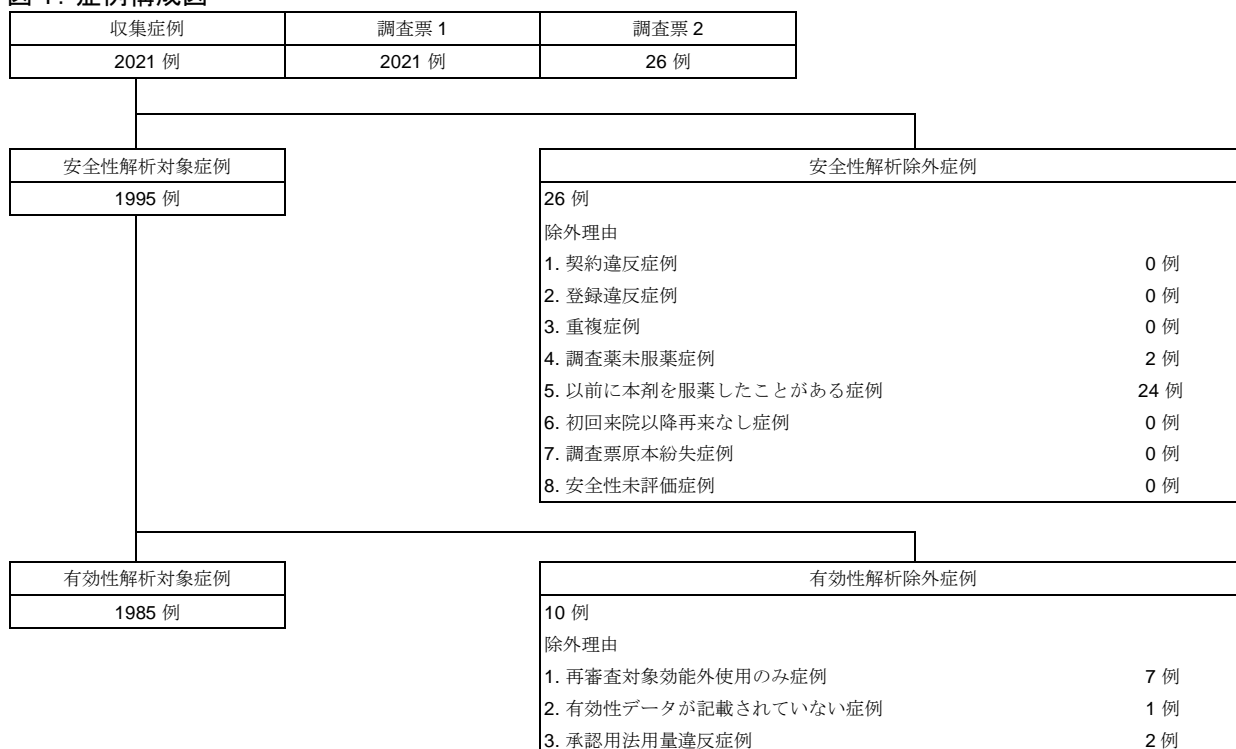 図 1. 症例構成図
収集症例 調査票 1 調査票 2
2021 例 2021 例 26 例
安全性解析対象症例 安全性解析除外症例
1995 例 26 例
除外理由
1. 契約違反症例 0 例
2. 登録違反症例 0 例
3. 重複症例 0 例
4. 調査薬未服薬症例 2 例
5. 以前に本剤を服薬したことがある症例 24 例
6. 初回来院以降再来なし症例 0 例
7. 調査票原本紛失症例 0 例
8. 安全性未評価症例 0 例
有効性解析対象症例 有効性解析除外症例
1985 例 10 例
除外理由
1. 再審査対象効能外使用のみ症例 7 例
2. 有効性データが記載されていない症例 1 例
3. 承認用法用量違反症例 2 例